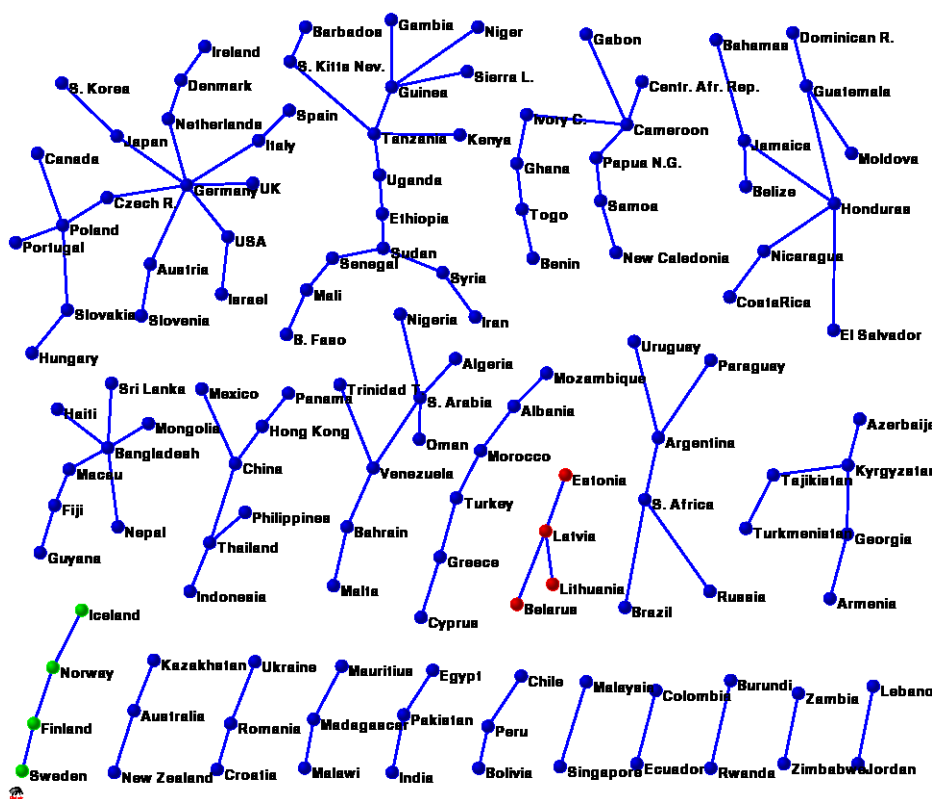 Ireland
Barbados
Gambia
Niger
Gabon
Bahamas
Dominican R.
S. Korea
Denmark
S. Kitts Nev.
Guinea
Sierra L.
Centr. Afr. Rep.
Guatemala
Japan
Netherlands
Spain
Italy
Tanzania
Kenya
Ivory C.
Cameroon
Jamaica
Moldova
Canada
Czech R.
Germany
UK
Uganda
Ghana
Papua N.G.
Belize
Honduras
Poland
Portugal
USA
Ethiopia
Togo
Samoa
Austria
Senegal
Sudan
Syria
Benin
New Caledonia
Nicaragua
Slovakia
Slovenia
Israel
Mali
Iran
CostaRica
Hungary
B. Faso
Nigeria
El Salvador
Sri Lanka
Mexico
Panama
Trinidad T.
Algeria
Mozambique
Uruguay
Paraguay
Haiti
Mongolia
Hong Kong
S. Arabia
Albania
Azerbaija
Bangladesh
China
Oman
Morocco
Argentina
Macau
Venezuela
Estonia
Tajikistan
Kyrgyzstan
Fiji
Nepal
Philippines
Thailand
Bahrain
Turkey
Latvia
S. Africa
Turkmenistan
Georgia
Guyana
Indonesia
Malta
Greece
Cyprus
Lithuania
Belarus
Brazil
Russia
Armenia
Iceland
Norway
Finland
Sweden
Kazakhstan
Australia
New Zealand
Ukraine
Romania
Croatia
Mauritius
Madagascar
Malawi
Egypt
Pakistan
India
Chile
Peru
Bolivia
Malaysia
Singapore
Colombia
Ecuador
Burundi
Rwanda
Zambia
Zimbabwe
Lebano
Jordan